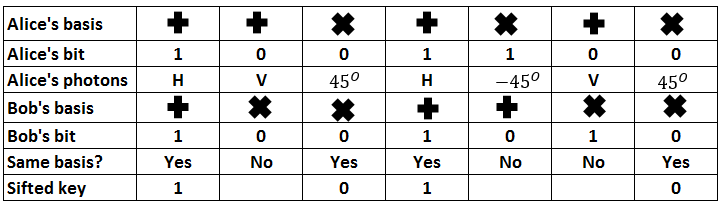 Alice's basis
Alice's bit 1 0 0 1 1 0 0
Alice's photons H V 45° H −45° V 45°
Bob's basis
Bob's bit 1 0 0 1 0 1 0
Same basis? Yes No Yes Yes No No Yes
Sifted key 1 0 1 0